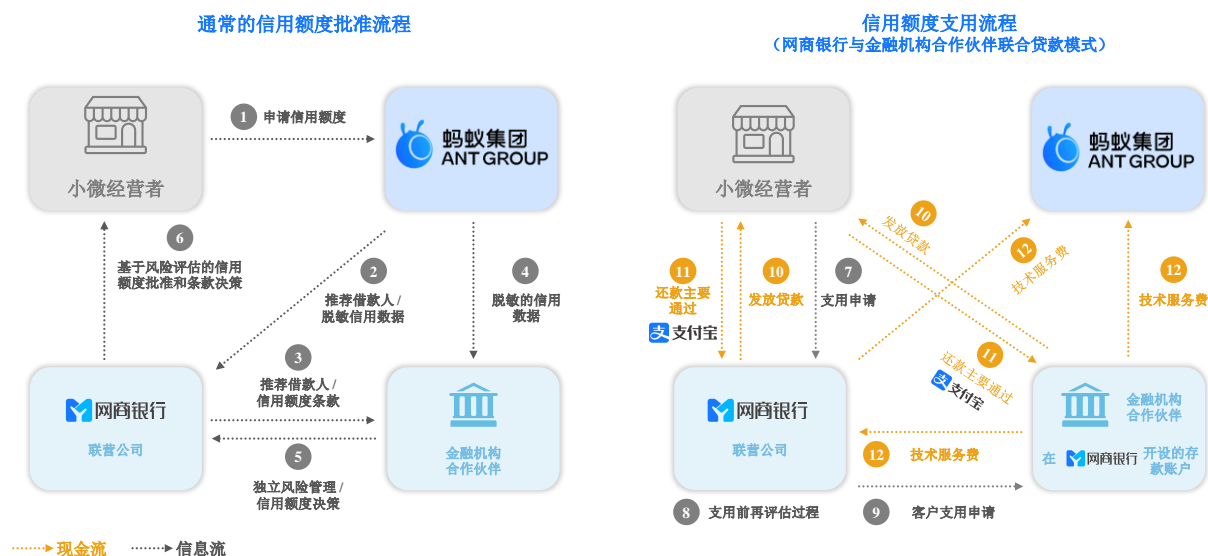 通常的信用额度批准流程
1 申请信用额度
小微经营者
蚂蚁集团
ANT GROUP
6
基于风险评估的信用
额度批准和条款决策
2
推荐借款人 /
脱敏信用数据
4
脱敏的信用
数据
3
推荐借款人 /
信用额度条款
网商银行
联营公司
金融机构
合作伙伴
5
独立风险管理 /
信用额度决策
现金流
信息流
信用额度支用流程
（网商银行与金融机构合作伙伴联合贷款模式）
小微经营者
蚂蚁集团
ANT GROUP
11
还款主要
通过
支付宝
10
发放贷款
7
支用申请
10
发放贷款
12
技术服务费
12
技术服务费
11
还款主要通过
支付宝
网商银行
联营公司
金融机构
合作伙伴
在 网商银行 开设的存
款账户
12 技术服务费
8 支用前再评估过程
9 客户支用申请